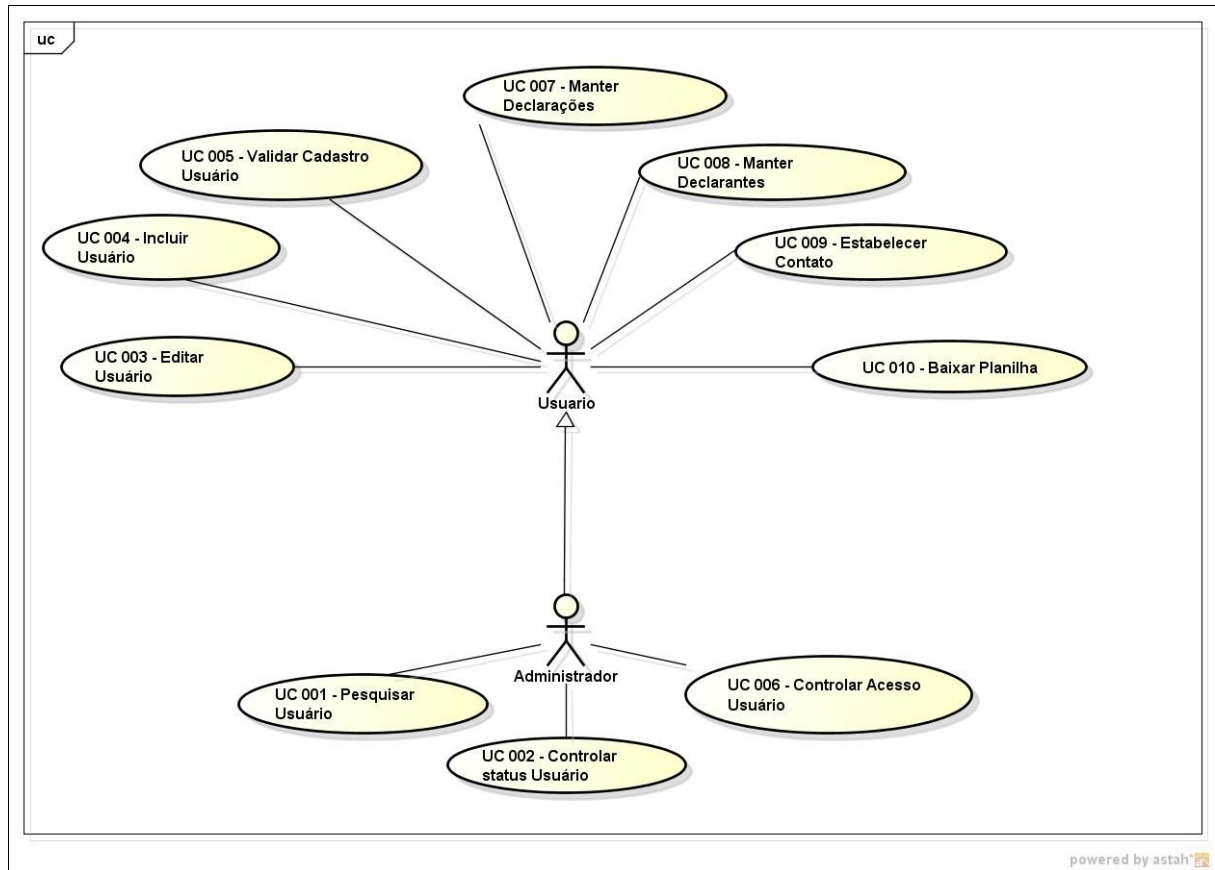 uc
UC 007 - Manter
Declarações
UC 005 - Validar Cadastro
Usuário
UC 008 - Manter
Declarantes
UC 004 - Incluir
Usuário
UC 009 - Estabelecer
Contato
UC 003 - Editar
Usuário
UC 010 - Baixar Planilha
Usuario
Administrador
UC 001 - Pesquisar
Usuário
UC 006 - Controlar Acesso
Usuário
UC 002 - Controlar
status Usuário
powered by astah*